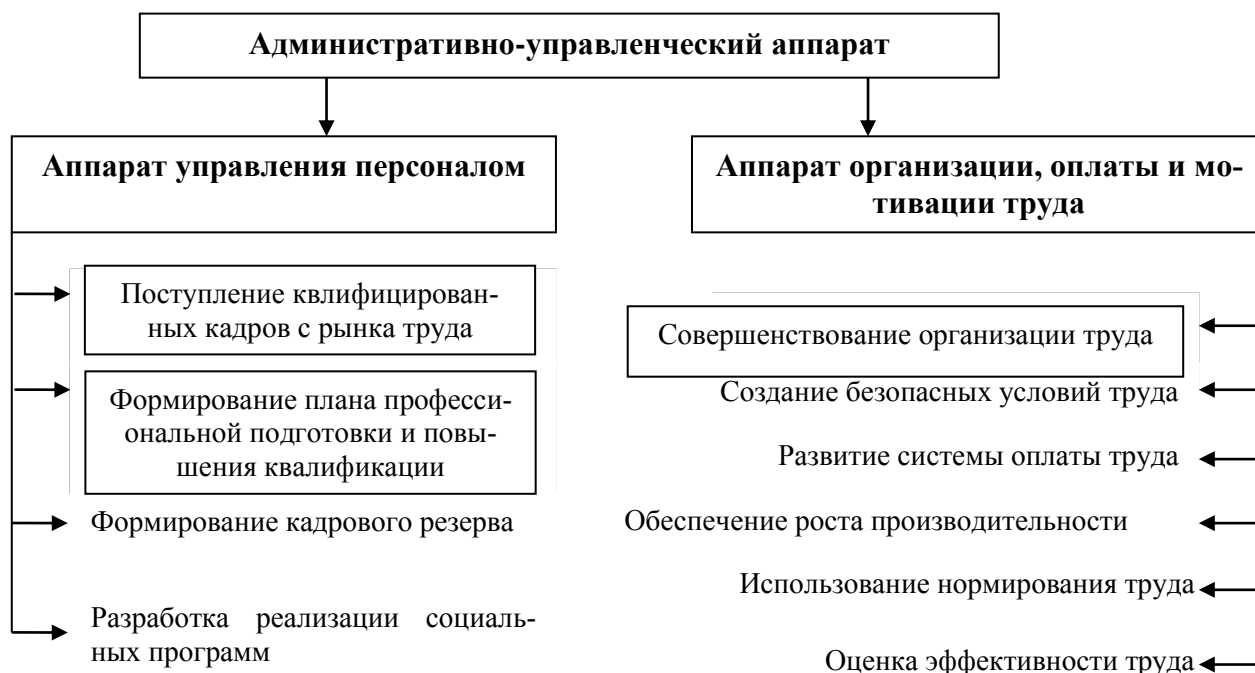 Административно-управленческий аппарат
Аппарат управления персоналом
Поступление квлифицирован-
ных кадров с рынка труда
Формирование плана професси-
ональной подготовки и повы-
шения квалификации
Формирование кадрового резерва
Разработка реализации социаль-
ных программ
Аппарат организации, оплаты и мо-
тивации труда
Совершенствование организации труда
Создание безопасных условий труда
Развитие системы оплаты труда
Обеспечение роста производительности
Использование нормирования труда
Оценка эффективности труда